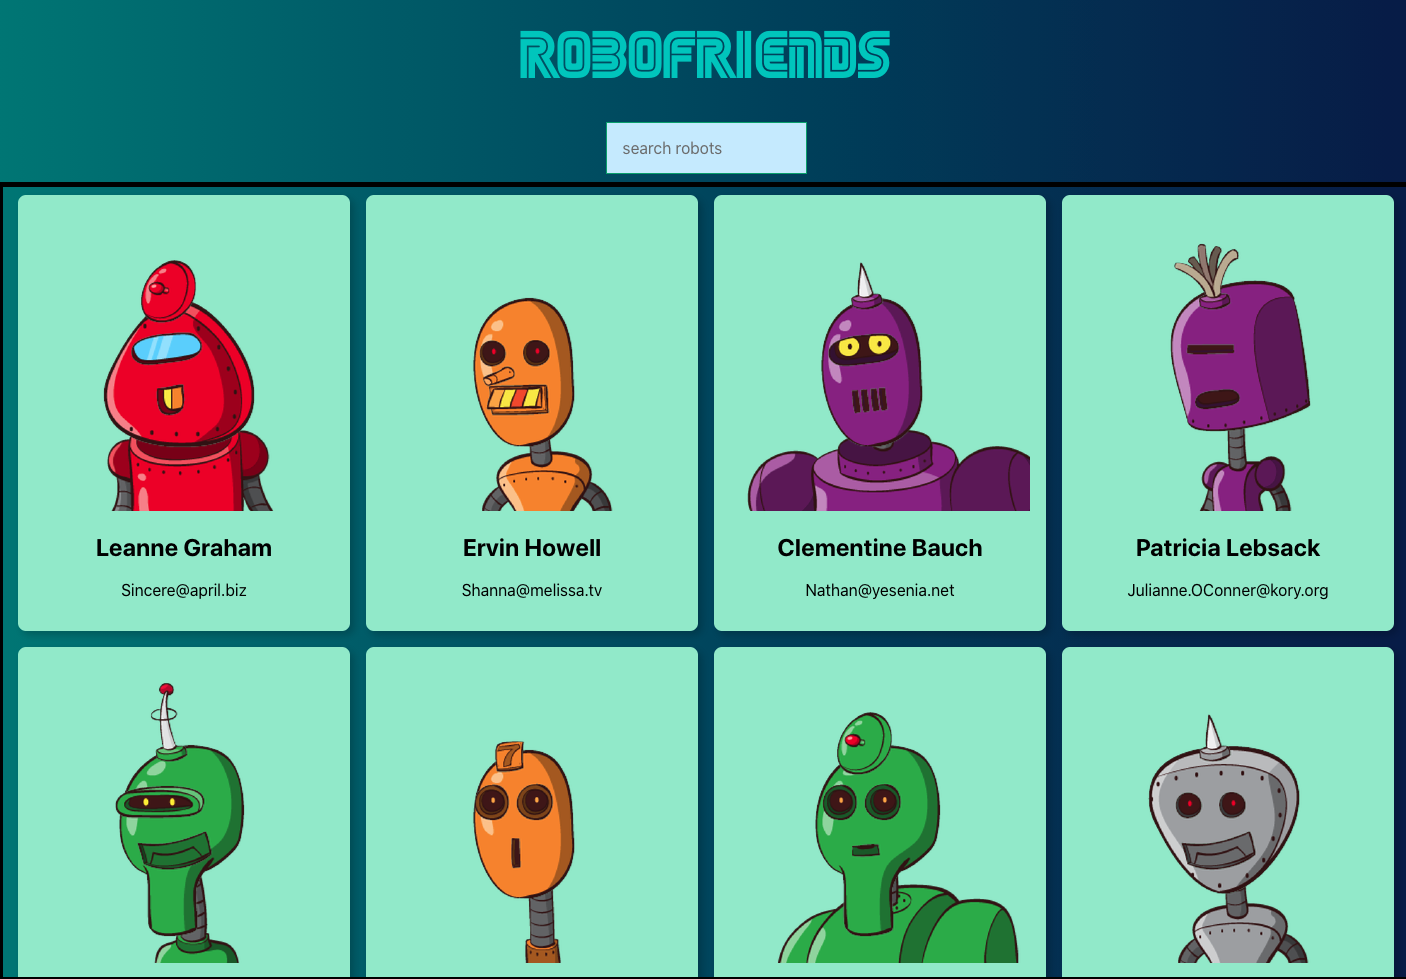 ROBOFRIENDS
search robots
Leanne Graham
Ervin Howell
Clementine Bauch
Patricia Lebsack
Sincere@april.biz
Shanna@melissa.tv
Nathan@yesenia.net
Julianne.OConner@kory.org
7